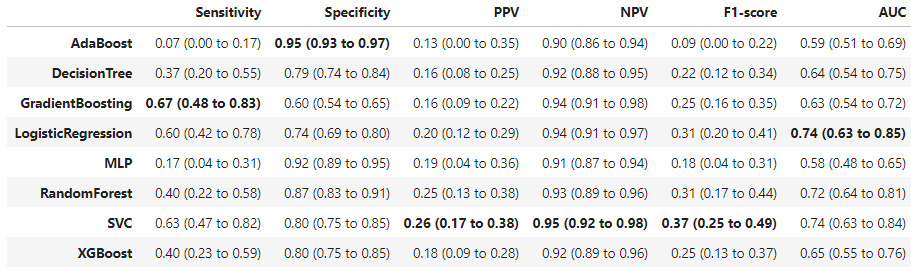 Sensitivity Specificity PPV NPV F1-score AUC
AdaBoost 0.07 (0.00 to 0.17) 0.95 (0.93 to 0.97) 0.13 (0.00 to 0.35) 0.90 (0.86 to 0.94) 0.09 (0.00 to 0.22) 0.59 (0.51 to 0.69)
DecisionTree 0.37 (0.20 to 0.55) 0.79 (0.74 to 0.84) 0.16 (0.08 to 0.25) 0.92 (0.88 to 0.95) 0.22 (0.12 to 0.34) 0.64 (0.54 to 0.75)
GradientBoosting 0.67 (0.48 to 0.83) 0.60 (0.54 to 0.65) 0.16 (0.09 to 0.22) 0.94 (0.91 to 0.98) 0.25 (0.16 to 0.35) 0.63 (0.54 to 0.72)
LogisticRegression 0.60 (0.42 to 0.78) 0.74 (0.69 to 0.80) 0.20 (0.12 to 0.29) 0.94 (0.91 to 0.97) 0.31 (0.20 to 0.41) 0.74 (0.63 to 0.85)
MLP 0.17 (0.04 to 0.31) 0.92 (0.89 to 0.95) 0.19 (0.04 to 0.36) 0.91 (0.87 to 0.94) 0.18 (0.04 to 0.31) 0.58 (0.48 to 0.65)
RandomForest 0.40 (0.22 to 0.58) 0.87 (0.83 to 0.91) 0.25 (0.13 to 0.38) 0.93 (0.89 to 0.96) 0.31 (0.17 to 0.44) 0.72 (0.64 to 0.81)
SVC 0.63 (0.47 to 0.82) 0.80 (0.75 to 0.85) 0.26 (0.17 to 0.38) 0.95 (0.92 to 0.98) 0.37 (0.25 to 0.49) 0.74 (0.63 to 0.84)
XGBoost 0.40 (0.23 to 0.59) 0.80 (0.75 to 0.85) 0.18 (0.09 to 0.28) 0.92 (0.89 to 0.96) 0.25 (0.13 to 0.37) 0.65 (0.55 to 0.76)